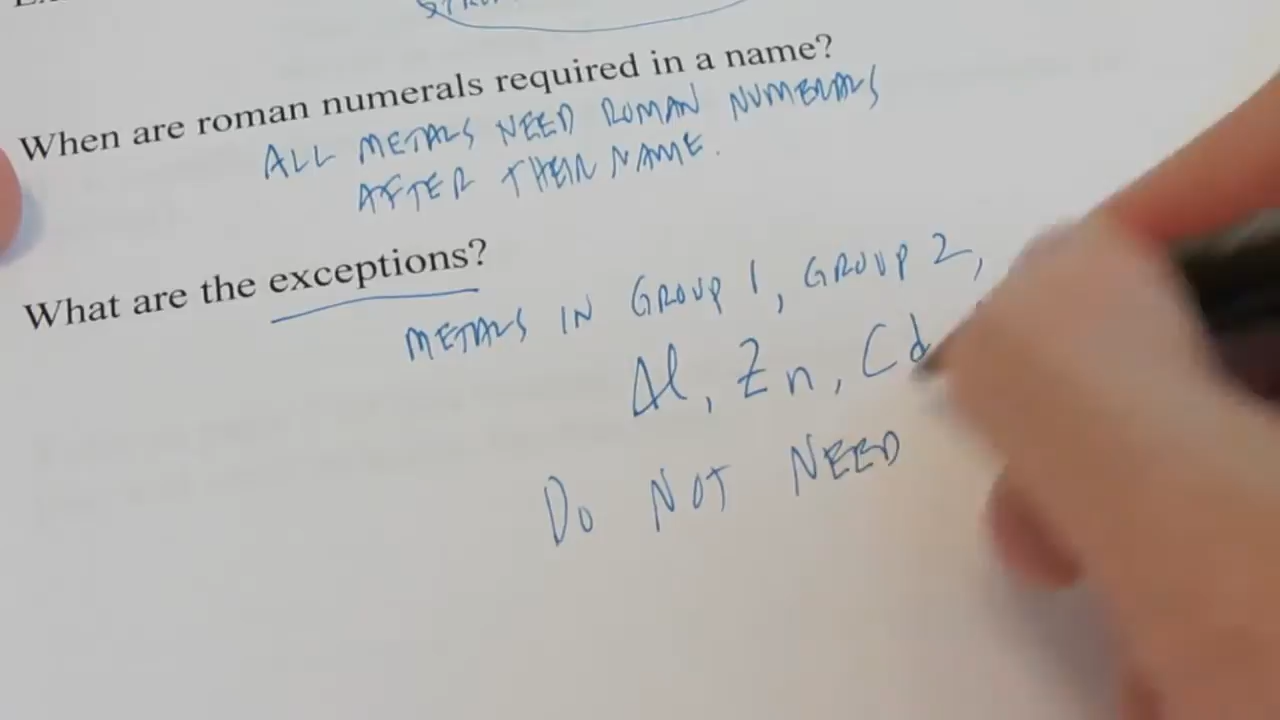 When are roman numerals required in a name?
ALL METALS NEED ROMAN NUMERALS
AFTER THEIR NAME.
What are the exceptions?
METALS IN GROUP 1, GROUP 2,
Al, Zn, Cd
DO NOT NEED